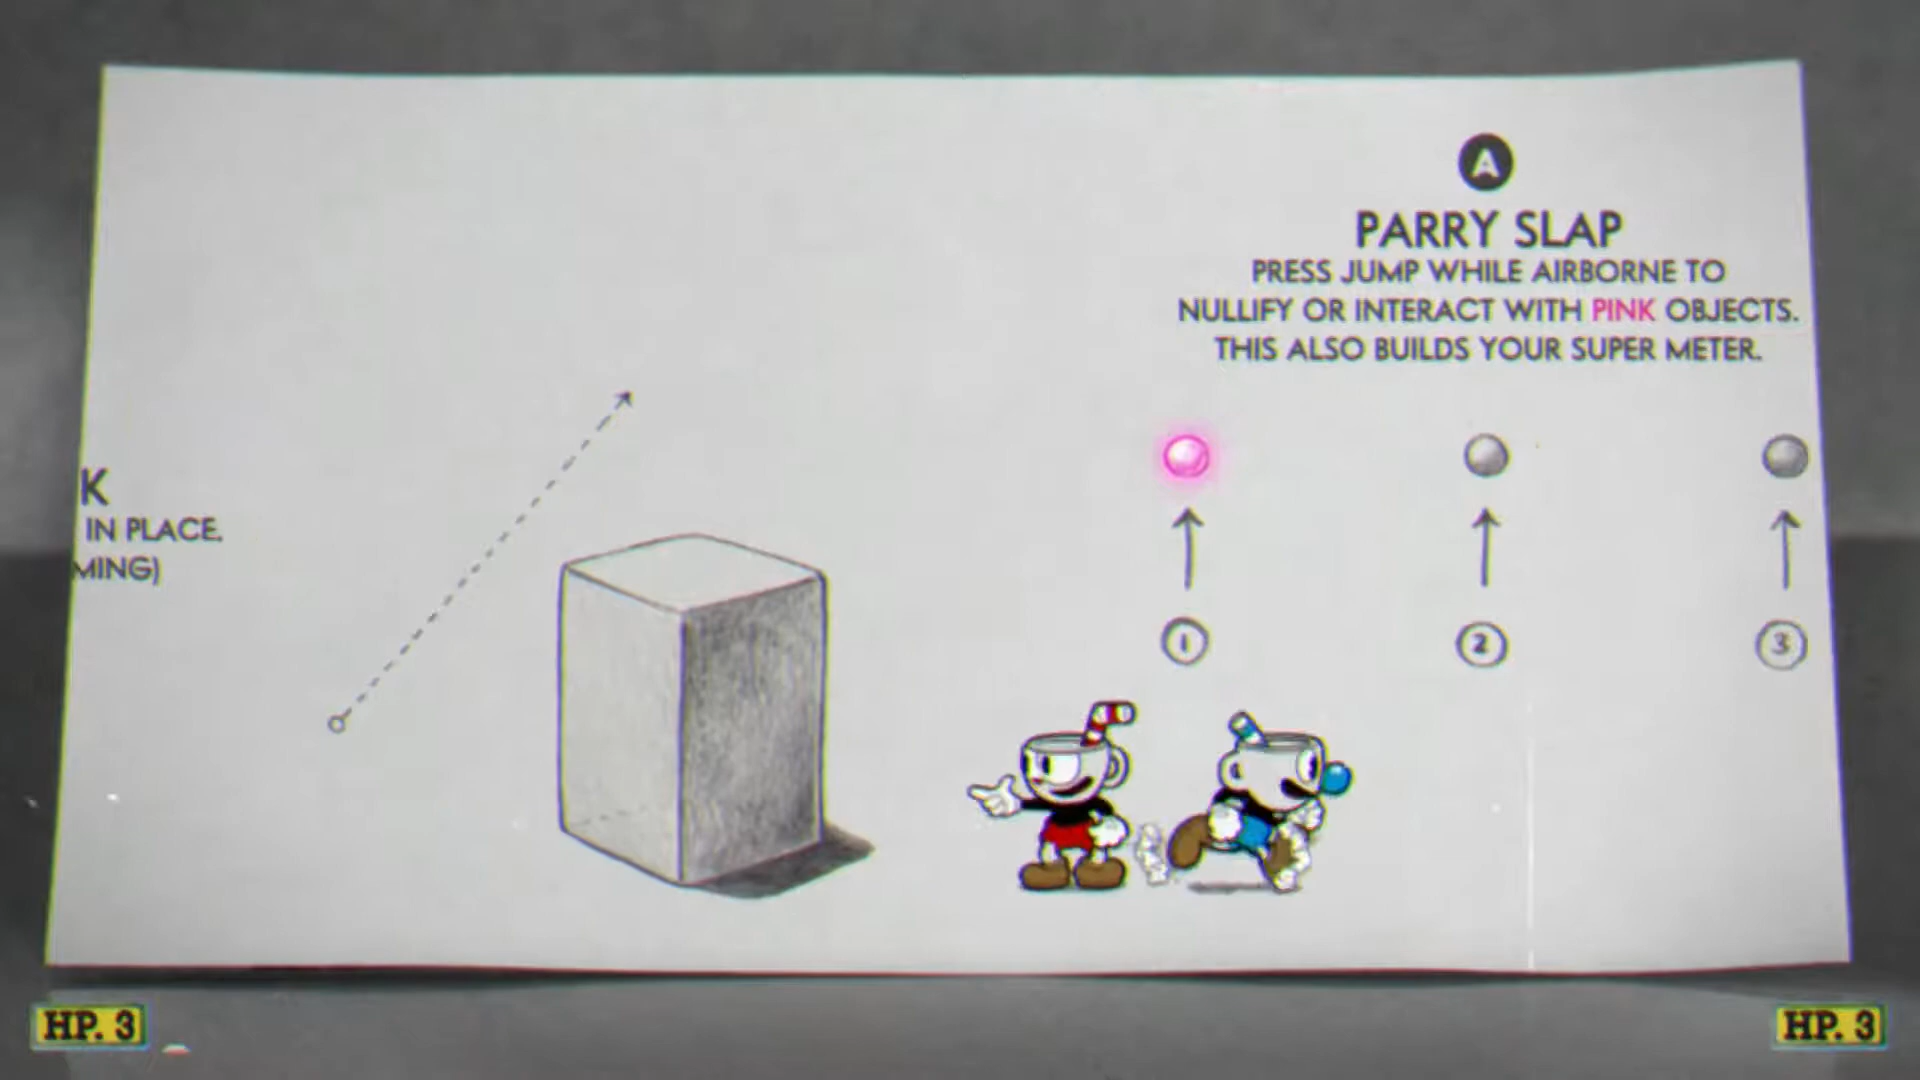 A
PARRY SLAP
PRESS JUMP WHILE AIRBORNE TO
NULLIFY OR INTERACT WITH PINK OBJECTS.
THIS ALSO BUILDS YOUR SUPER METER.
K
IN PLACE.
MING)
1
2
3
HP. 3
HP. 3